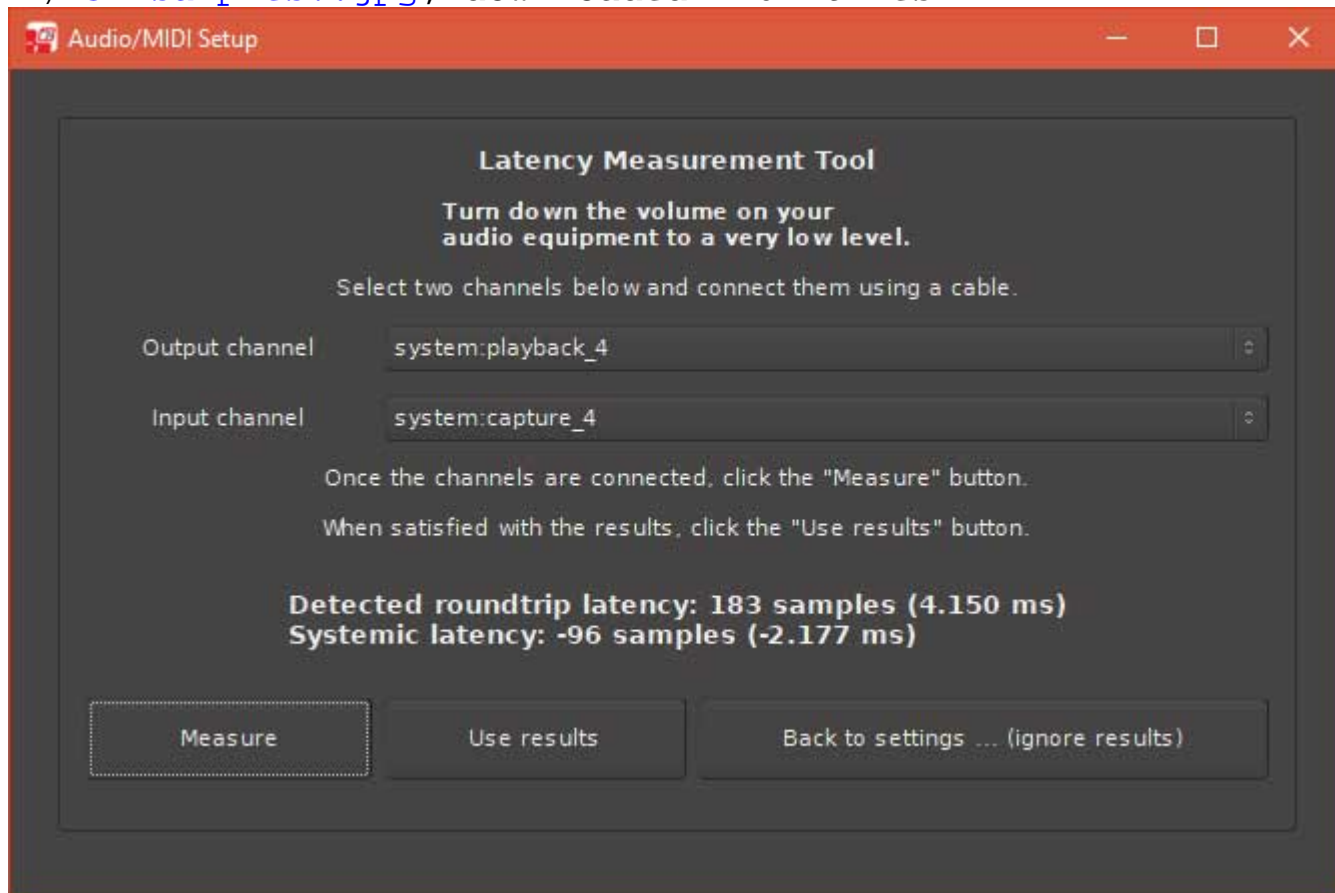 Audio/MIDI Setup
Latency Measurement Tool
Turn down the volume on your
audio equipment to a very low level.
Select two channels below and connect them using a cable.
Output channel system:playback_4
Input channel system:capture_4
Once the channels are connected, click the "Measure" button.
When satisfied with the results, click the "Use results" button.
Detected roundtrip latency: 183 samples (4.150 ms)
Systemic latency: -96 samples (-2.177 ms)
Measure Use results Back to settings ... (ignore results)